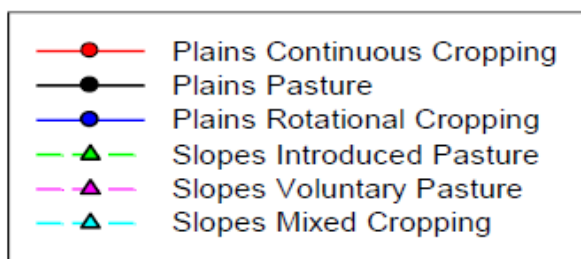 Plains Continuous Cropping
Plains Pasture
Plains Rotational Cropping
Slopes Introduced Pasture
Slopes Voluntary Pasture
Slopes Mixed Cropping